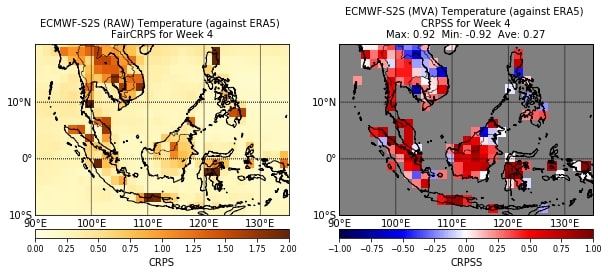 ECMWF-S2S (RAW) Temperature (against ERA5)
FairCRPS for Week 4
10°N
0°
10°S
90°E 100°E 110°E 120°E 130°E
0.00 0.25 0.50 0.75 1.00 1.25 1.50 1.75 2.00
CRPS
ECMWF-S2S (MVA) Temperature (against ERA5)
CRPSS for Week 4
Max: 0.92 Min: -0.92 Ave: 0.27
10°N
0°
10°S
90°E 100°E 110°E 120°E 130°E
−1.00 −0.75 −0.50 −0.25 0.00 0.25 0.50 0.75 1.00
CRPSS